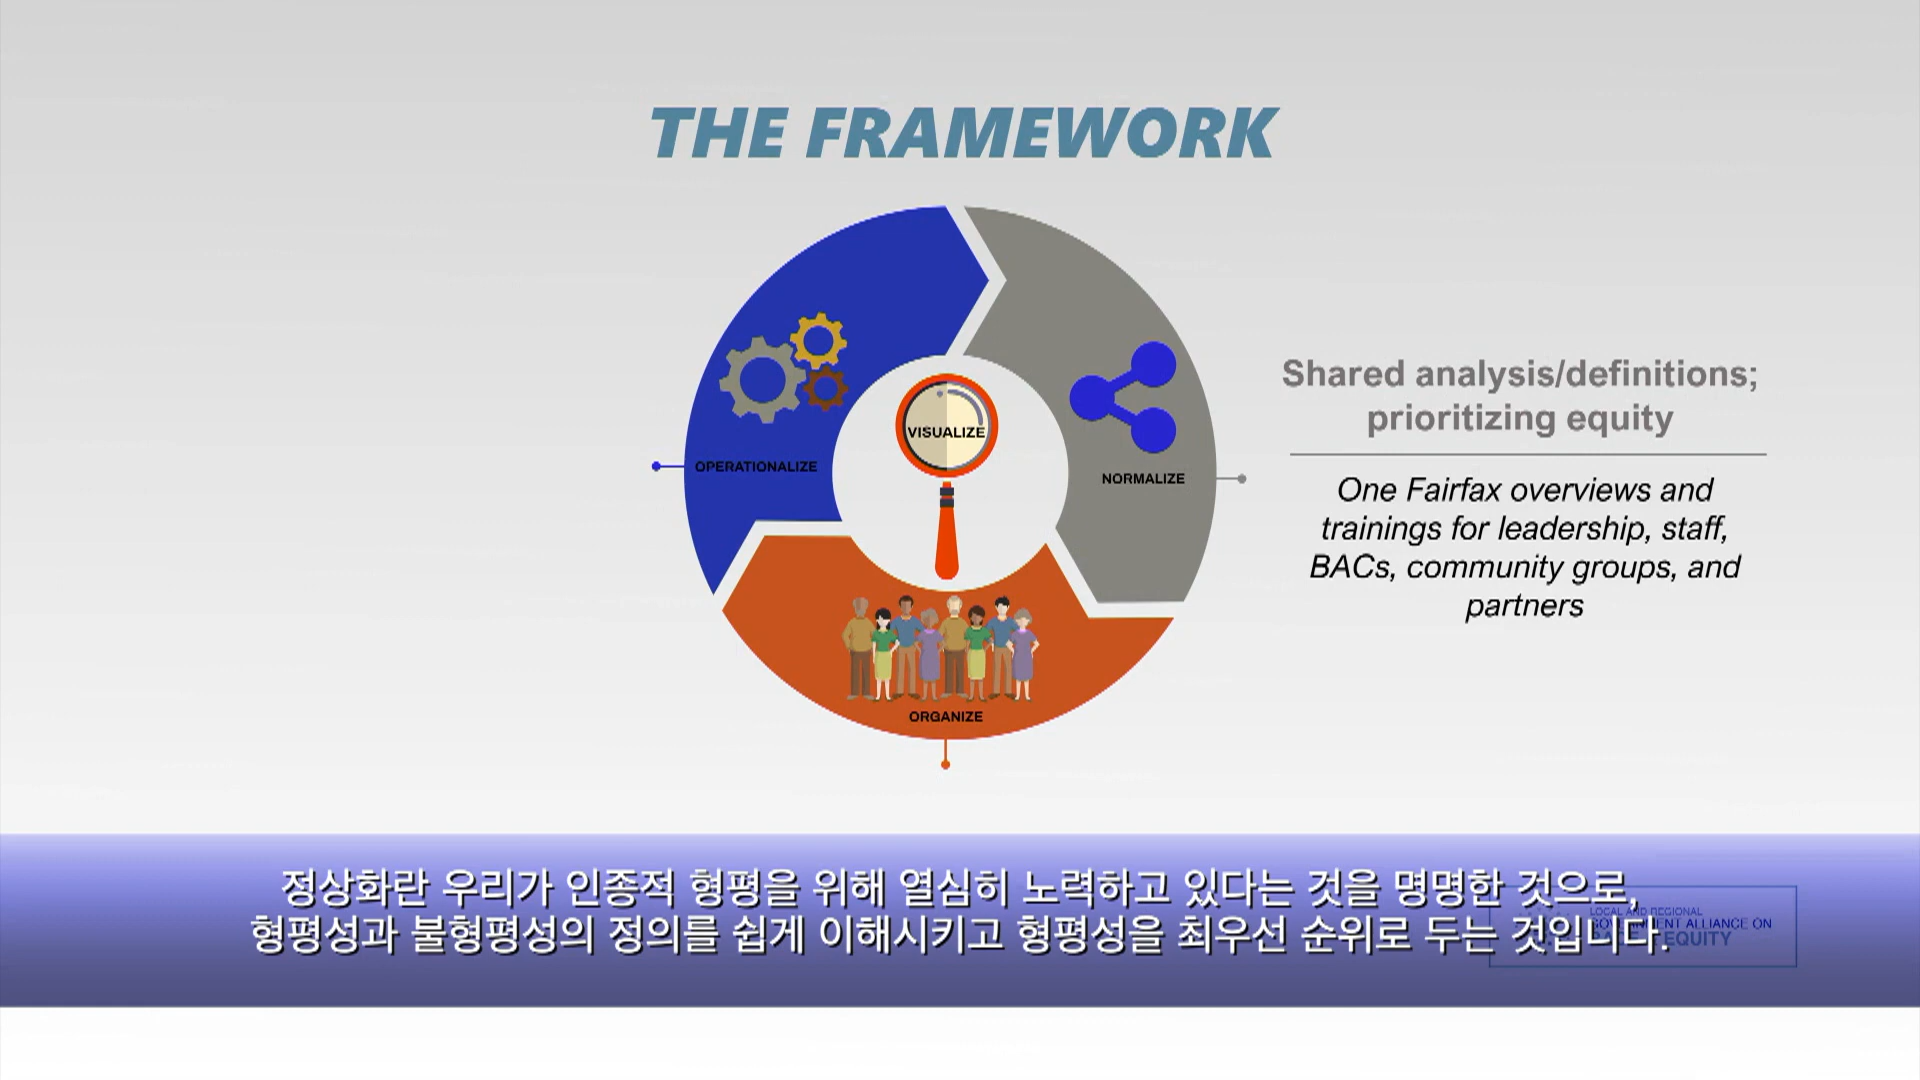 THE FRAMEWORK
VISUALIZE
OPERATIONALIZE
NORMALIZE
ORGANIZE
Shared analysis/definitions;
prioritizing equity
One Fairfax overviews and
trainings for leadership, staff,
BACs, community groups, and
partners
정상화란 우리가 인종적 형평을 위해 열심히 노력하고 있다는 것을 명명한 것으로,
형평성과 불형평성의 정의를 쉽게 이해시키고 형평성을 최우선 순위로 두는 것입니다.
LOCAL AND REGIONAL
GOVERNMENT ALLIANCE ON
EQUITY